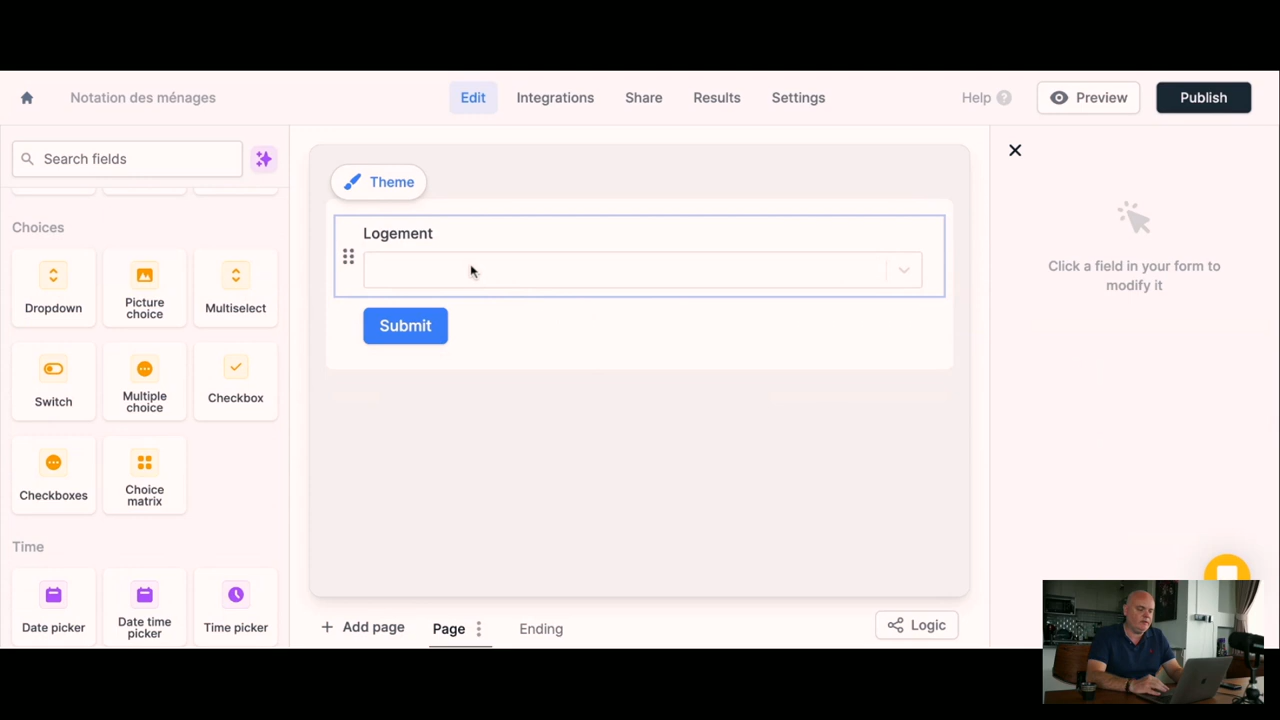 Notation des ménages
Edit
Integrations
Share
Results
Settings
Help
Preview
Publish
Search fields
Choices
Dropdown
Picture
choice
Multiselect
Switch
Multiple
choice
Checkbox
Checkboxes
Choice
matrix
Time
Date picker
Date time
picker
Time picker
Theme
Logement
Submit
Add page
Page
Ending
Logic
Click a field in your form to
modify it